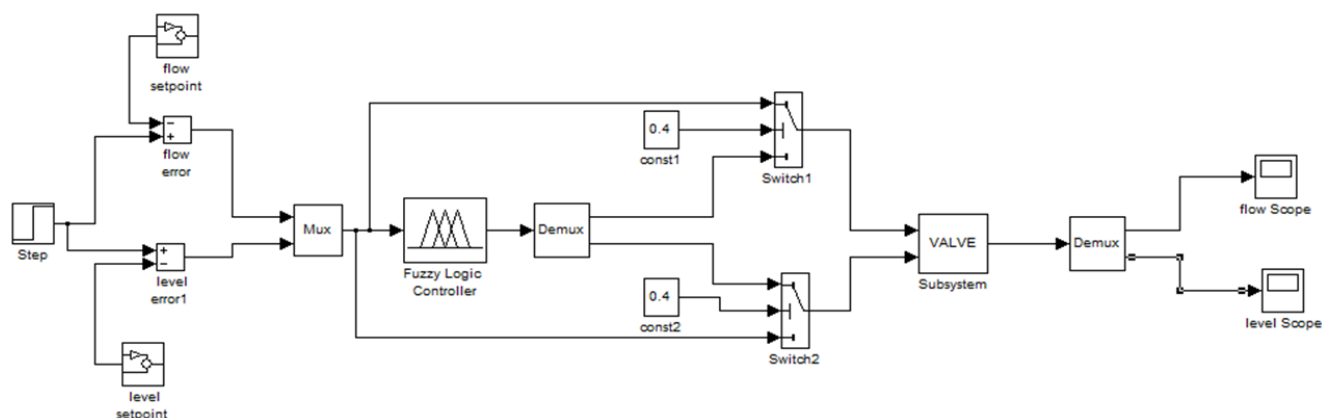 flow
setpoint
−
+
flow
error
Step
+
−
level
error1
level
setpoint
Mux
Fuzzy Logic
Controller
Demux
0.4
const1
Switch1
0.4
const2
Switch2
VALVE
Subsystem
Demux
flow Scope
level Scope